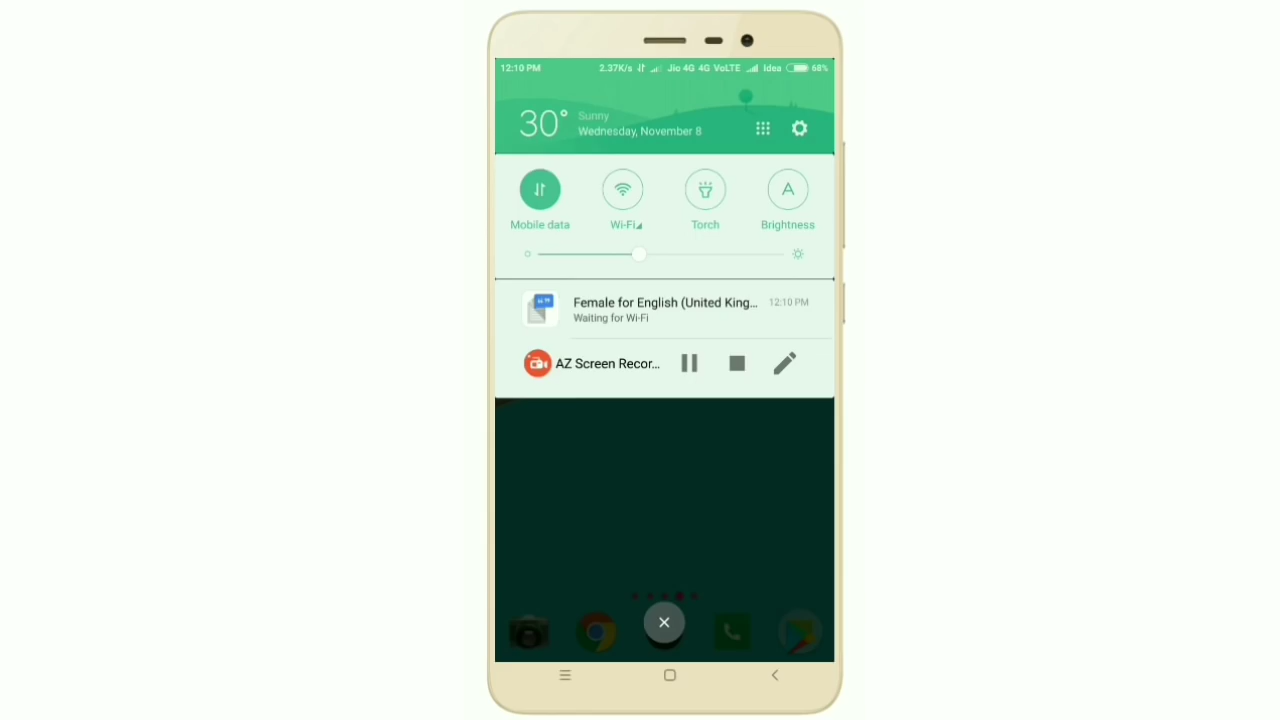 12:10 PM 2.37K/s Jio 4G 4G VoLTE Idea 68%
30° Sunny
Wednesday, November 8
Mobile data Wi-Fi Torch Brightness
Female for English (United King... 12:10 PM
Waiting for Wi-Fi
AZ Screen Recor...